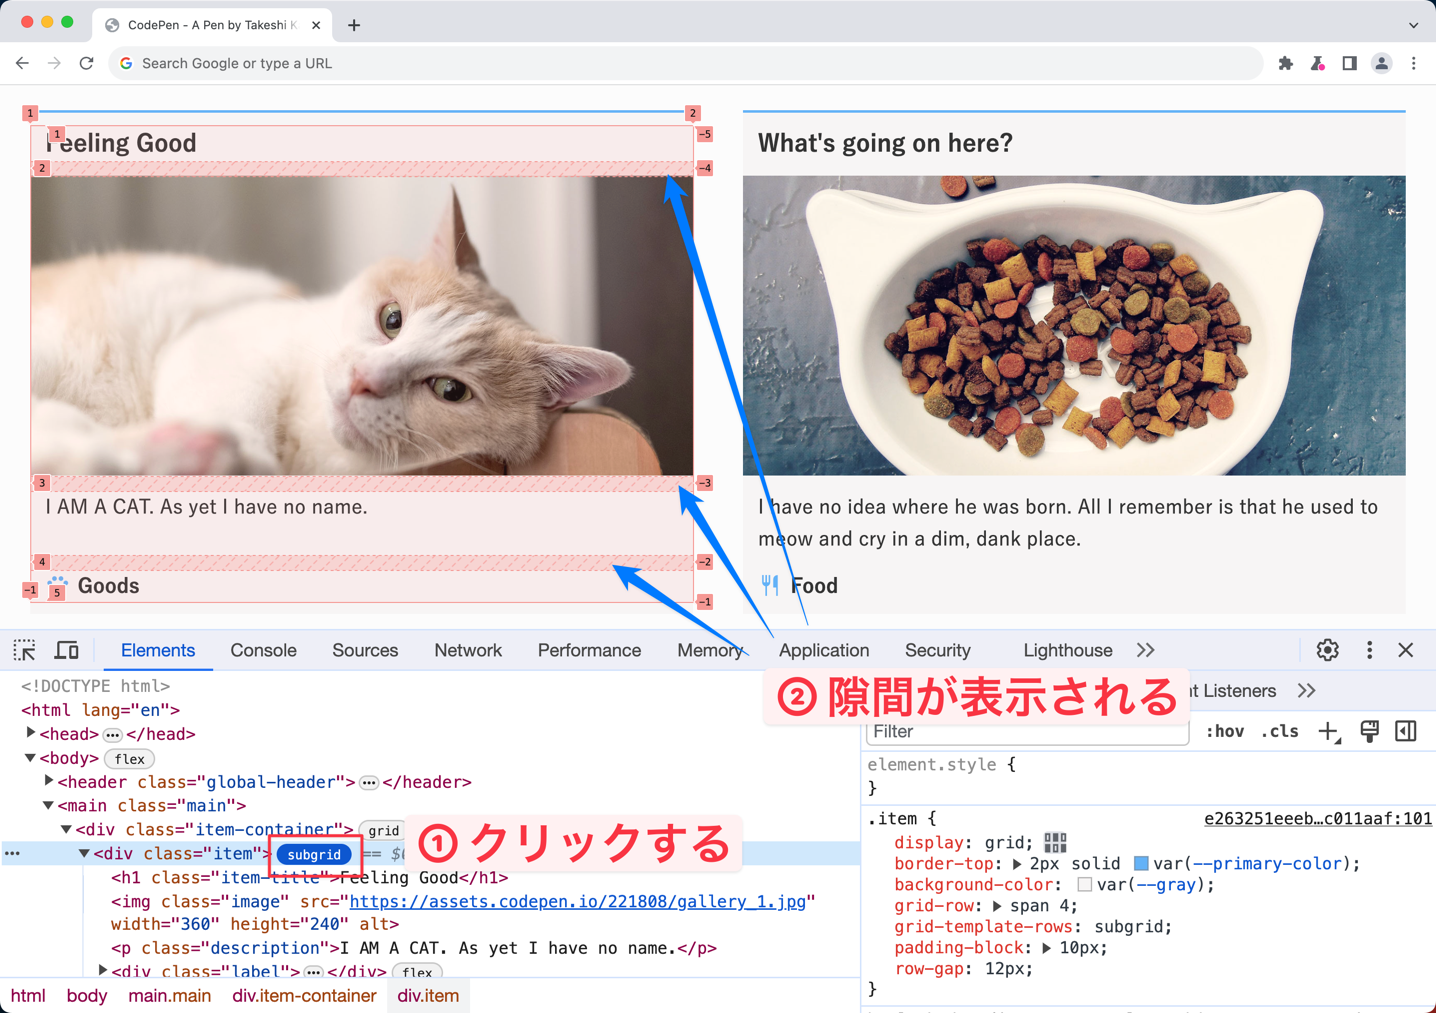 CodePen - A Pen by Takeshi K
Search Google or type a URL
1
2
1
Feeling Good
-5
What's going on here?
2
-4
3
-3
I AM A CAT. As yet I have no name.
I have no idea where he was born. All I remember is that he used to
meow and cry in a dim, dank place.
4
-2
-1
5
Goods
-1
Food
Elements
Console
Sources
Network
Performance
Memory
Application
Security
Lighthouse
② 隙間が表示される
t Listeners
Filter
:hov
.cls
<!DOCTYPE html>
<html lang="en">
<head> ••• </head>
<body> flex
<header class="global-header"> ••• </header>
<main class="main">
<div class="item-container"> grid
••• <div class="item"> subgrid == $
① クリックする
<h1 class="item-title">Feeling Good</h1>
<img class="image" src="https://assets.codepen.io/221808/gallery_1.jpg"
width="360" height="240" alt>
<p class="description">I AM A CAT. As yet I have no name.</p>
<div class="label"> ••• </div> flex
html body main.main div.item-container div.item
element.style {
}
.item {
e263251eeeb…c011aaf:101
display: grid;
border-top: 2px solid var(--primary-color);
background-color: var(--gray);
grid-row: span 4;
grid-template-rows: subgrid;
padding-block: 10px;
row-gap: 12px;
}